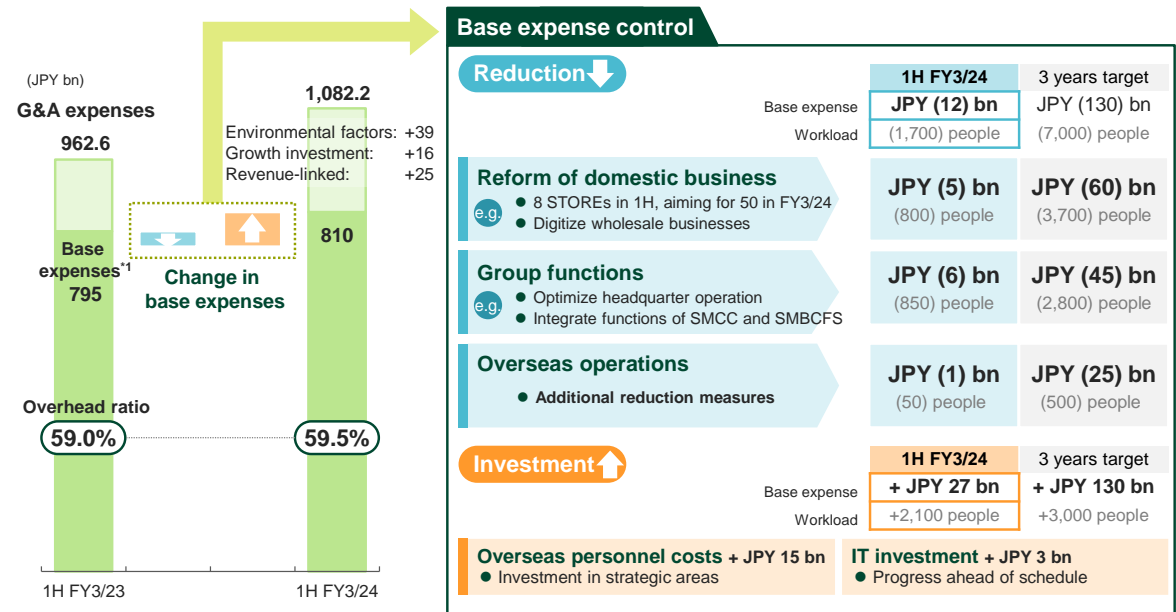 (JPY bn)
G&A expenses
962.6
1,082.2
Environmental factors: +39
Growth investment: +16
Revenue-linked: +25
Base
expenses*1
795
810
Change in
base expenses
Overhead ratio
59.0%
59.5%
1H FY3/23
1H FY3/24
Base expense control
Reduction
1H FY3/24
3 years target
Base expense
JPY (12) bn
JPY (130) bn
Workload
(1,700) people
(7,000) people
Reform of domestic business
e.g.
● 8 STOREs in 1H, aiming for 50 in FY3/24
● Digitize wholesale businesses
JPY (5) bn
(800) people
JPY (60) bn
(3,700) people
Group functions
e.g.
● Optimize headquarter operation
● Integrate functions of SMCC and SMBCFS
JPY (6) bn
(850) people
JPY (45) bn
(2,800) people
Overseas operations
● Additional reduction measures
JPY (1) bn
(50) people
JPY (25) bn
(500) people
Investment
1H FY3/24
3 years target
Base expense
+ JPY 27 bn
+ JPY 130 bn
Workload
+2,100 people
+3,000 people
Overseas personnel costs + JPY 15 bn
● Investment in strategic areas
IT investment + JPY 3 bn
● Progress ahead of schedule